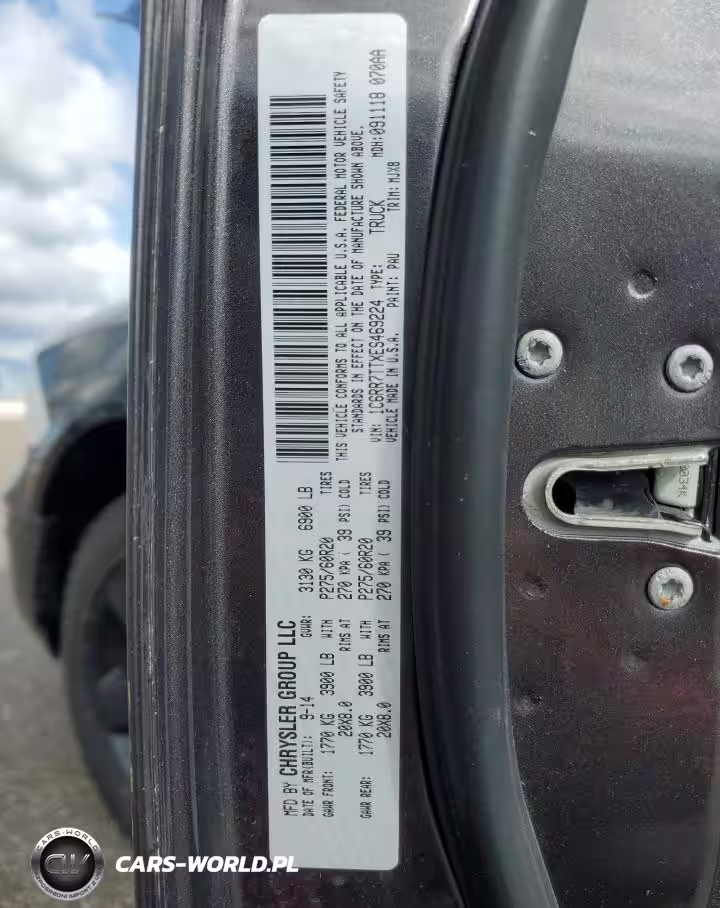 MFD BY CHRYSLER GROUP LLC
DATE OF MFR(BUILT): 9-14 GVWR: 3130 KG 6900 LB
GAWR FRONT: 1770 KG 3900 LB WITH P275/60R20 TIRES
20X8.0 RIMS AT 270 KPA ( 39 PSI) COLD
GAWR REAR: 1770 KG 3900 LB WITH P275/60R20 TIRES
20X8.0 RIMS AT 270 KPA ( 39 PSI) COLD
THIS VEHICLE CONFORMS TO ALL APPLICABLE U.S.A. FEDERAL MOTOR VEHICLE SAFETY
STANDARDS IN EFFECT ON THE DATE OF MANUFACTURE SHOWN ABOVE.
VIN: 1C6RR7TTXES469224 TYPE: TRUCK MDH:091118 070AA
VEHICLE MADE IN U.S.A. PAINT: PAU TRIM: MJX8
0034K
CARS-WORLD
CW
CARS-WORLD.PL